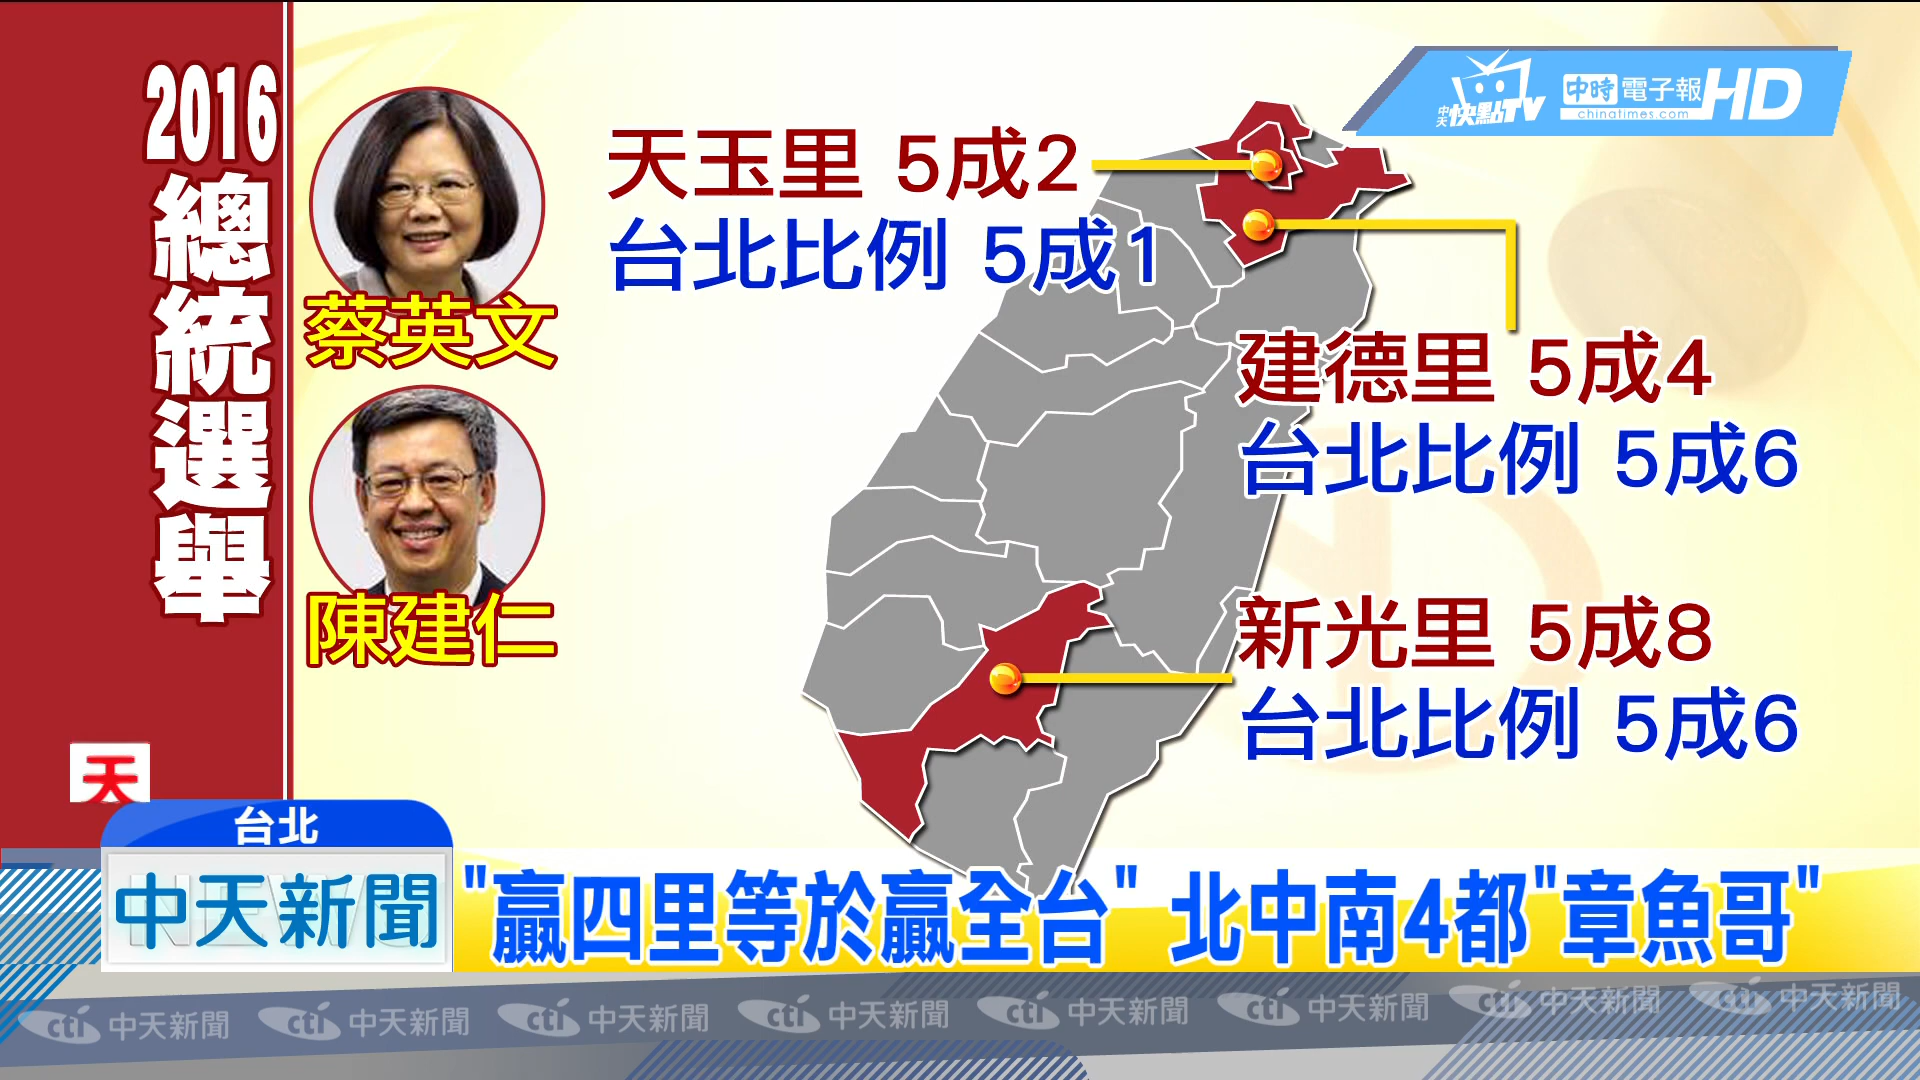 2016總統選舉
蔡英文
陳建仁
天玉里 5成2
台北比例 5成1
建德里 5成4
台北比例 5成6
新光里 5成8
台北比例 5成6
中天快點TV
中時電子報HD
chinatimes.com
天
台北
中天新聞
"贏四里等於贏全台" 北中南4都"章魚哥"
cti 中天新聞 cti 中天新聞 cti 中天新聞 cti 中天新聞 cti 中天新聞 cti 中天新聞 cti 中天新聞 cti 中天新聞